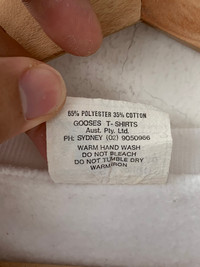 65% POLYESTER 35% COTTON
GOOSES T-SHIRTS
Aust. Pty. Ltd.
PH: SYDNEY (02) 9050966
WARM HAND WASH
DO NOT BLEACH
DO NOT TUMBLE DRY
WARM IRON